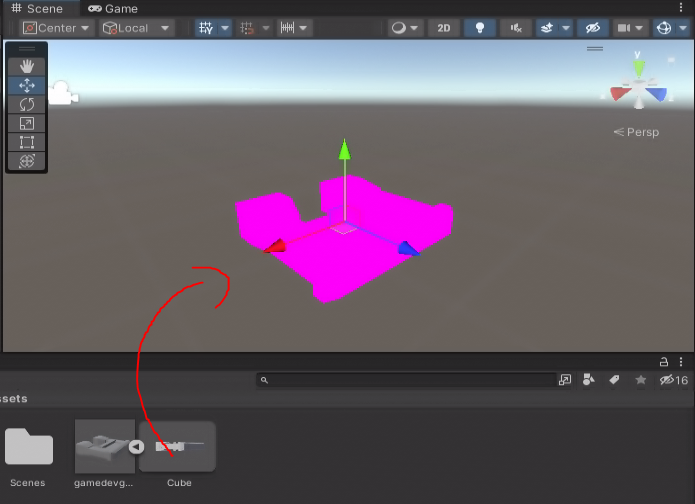 Scene Game
Center Local 2D
y
Persp
16
ssets
Scenes gamedevg... Cube